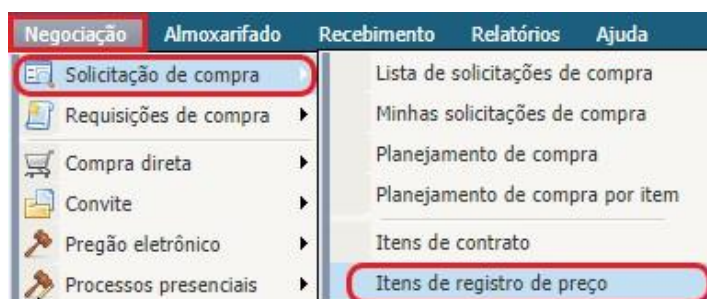 Negociação Almoxarifado Recebimento Relatórios Ajuda
Solicitação de compra
Requisições de compra
Compra direta
Convite
Pregão eletrônico
Processos presenciais
Lista de solicitações de compra
Minhas solicitações de compra
Planejamento de compra
Planejamento de compra por item
Itens de contrato
Itens de registro de preço